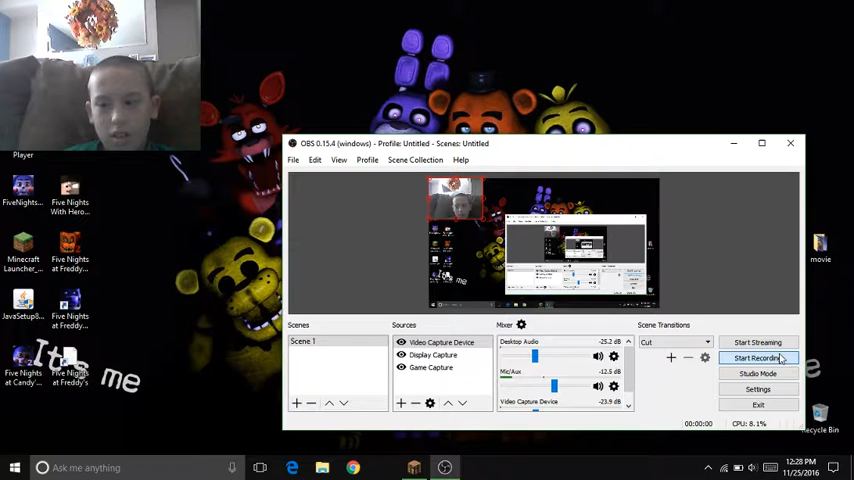 OBS 0.15.4 (windows) - Profile: Untitled - Scenes: Untitled
File Edit View Profile Scene Collection Help
Player
FiveNights... Five Nights With Hero...
Minecraft Launcher_... Five Nights at Freddy...
movie
JavaSetup8... Five Nights at Freddy...
Five Nights at Candy'... Five Nights at Freddy's
It's me
Scenes Sources Mixer Scene Transitions
Scene 1
Video Capture Device
Display Capture
Game Capture
Desktop Audio -25.2 dB
Mic/Aux -12.5 dB
Video Capture Device -23.9 dB
Cut
Start Streaming
Start Recording
Studio Mode
Settings
Exit
00:00:00 CPU: 8.1%
Recycle Bin
Ask me anything
12:28 PM
11/25/2016